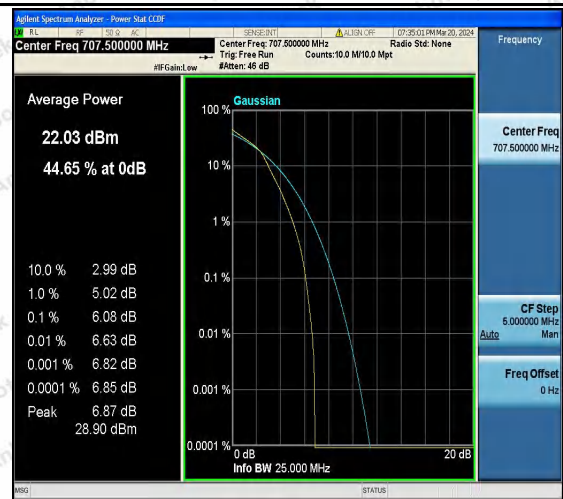 Agilent Spectrum Analyzer - Power Stat CCDF
RL RF 50 Ω AC SENSE:INT ALIGN OFF 07:35:01 PM Mar 20, 2024
Center Freq 707.500000 MHz
Center Freq: 707.500000 MHz Radio Std: None
Trig: Free Run Counts:10.0 M/10.0 Mpt
#IFGain:Low #Atten: 46 dB
Frequency
Average Power
22.03 dBm
44.65 % at 0dB
10.0 % 2.99 dB
1.0 % 5.02 dB
0.1 % 6.08 dB
0.01 % 6.63 dB
0.001 % 6.82 dB
0.0001 % 6.85 dB
Peak 6.87 dB
28.90 dBm
Gaussian
100 %
10 %
1 %
0.1 %
0.01 %
0.001 %
0.0001 %
0 dB 20 dB
Info BW 25.000 MHz
Center Freq
707.500000 MHz
CF Step
5.000000 MHz
Auto Man
Freq Offset
0 Hz
MSG STATUS